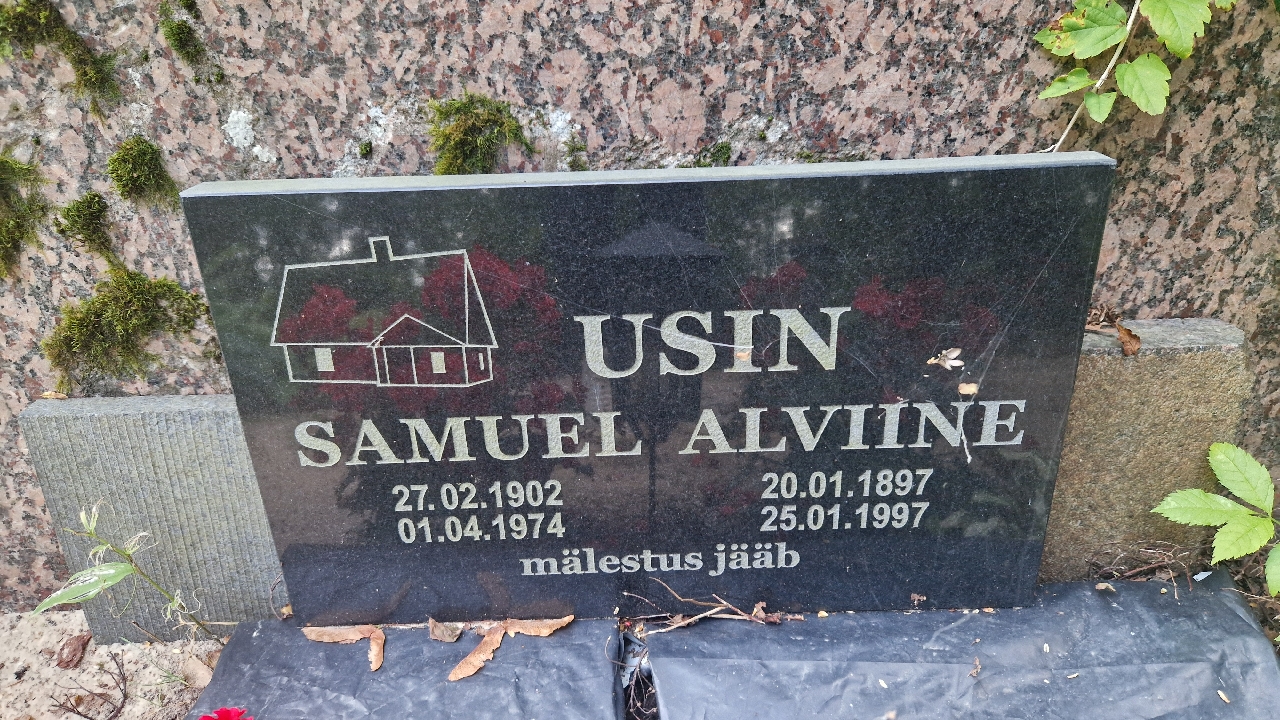 USIN
SAMUEL ALVIINE
27.02.1902 20.01.1897
01.04.1974 25.01.1997
mälestus jääb